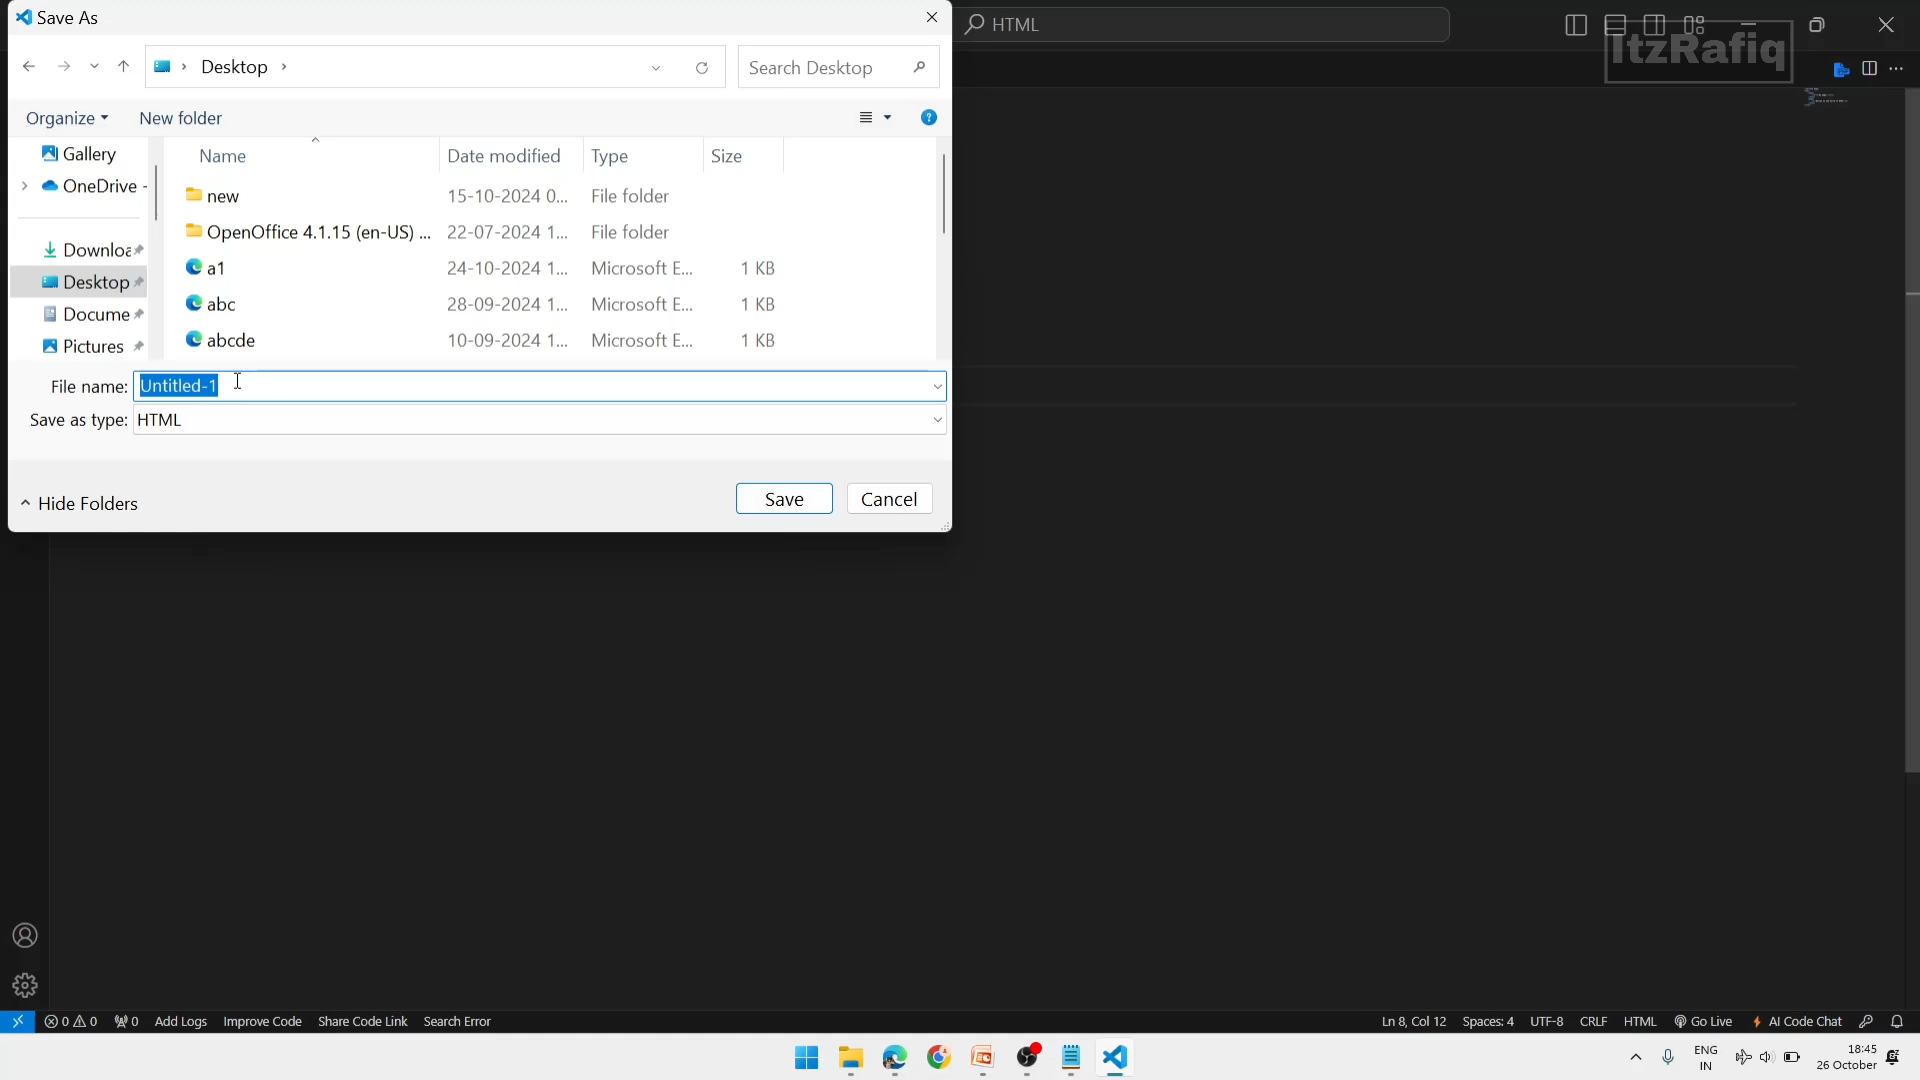 Save As
HTML
ItzRafiq
Desktop
Search Desktop
Organize
New folder
Gallery
OneDrive -
Downloa
Desktop
Docume
Pictures
Name Date modified Type Size
new 15-10-2024 0... File folder
OpenOffice 4.1.15 (en-US) ... 22-07-2024 1... File folder
a1 24-10-2024 1... Microsoft E... 1 KB
abc 28-09-2024 1... Microsoft E... 1 KB
abcde 10-09-2024 1... Microsoft E... 1 KB
File name: Untitled-1
Save as type: HTML
Hide Folders
Save Cancel
0 0 0 Add Logs Improve Code Share Code Link Search Error Ln 8, Col 12 Spaces: 4 UTF-8 CRLF HTML Go Live AI Code Chat
ENG
IN
18:45
26 October